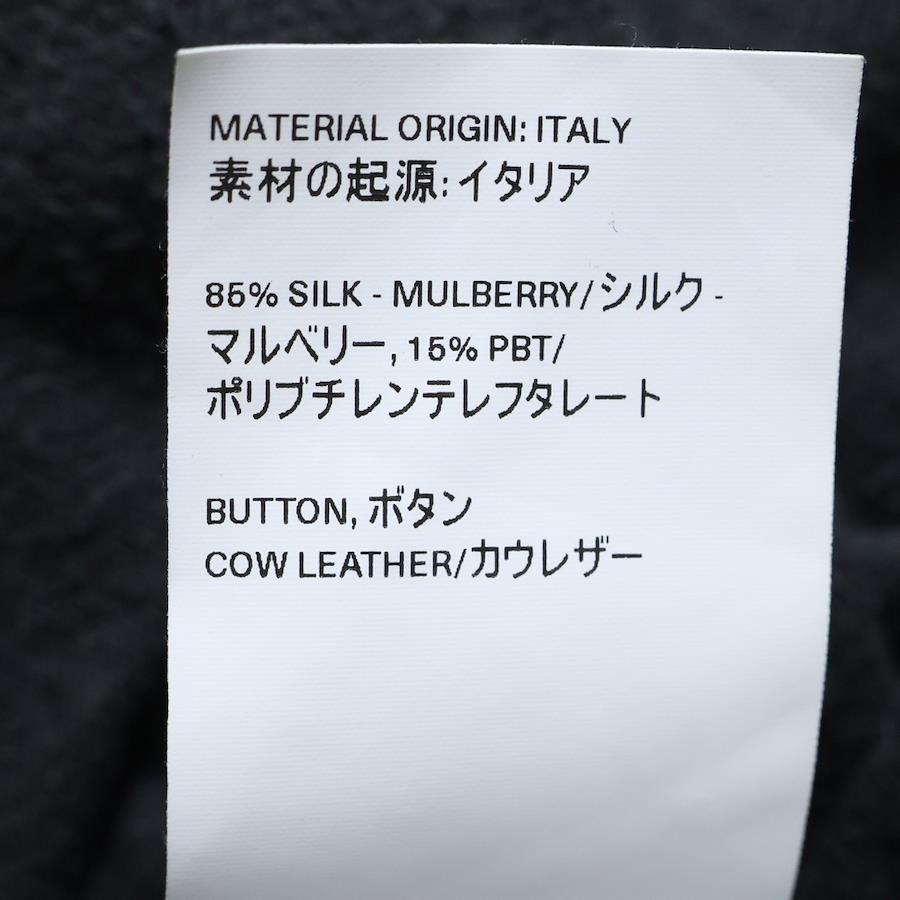 MATERIAL ORIGIN: ITALY
素材の起源: イタリア
85% SILK - MULBERRY/シルク -
マルベリー, 15% PBT/
ポリブチレンテレフタレート
BUTTON, ボタン
COW LEATHER/カウレザー